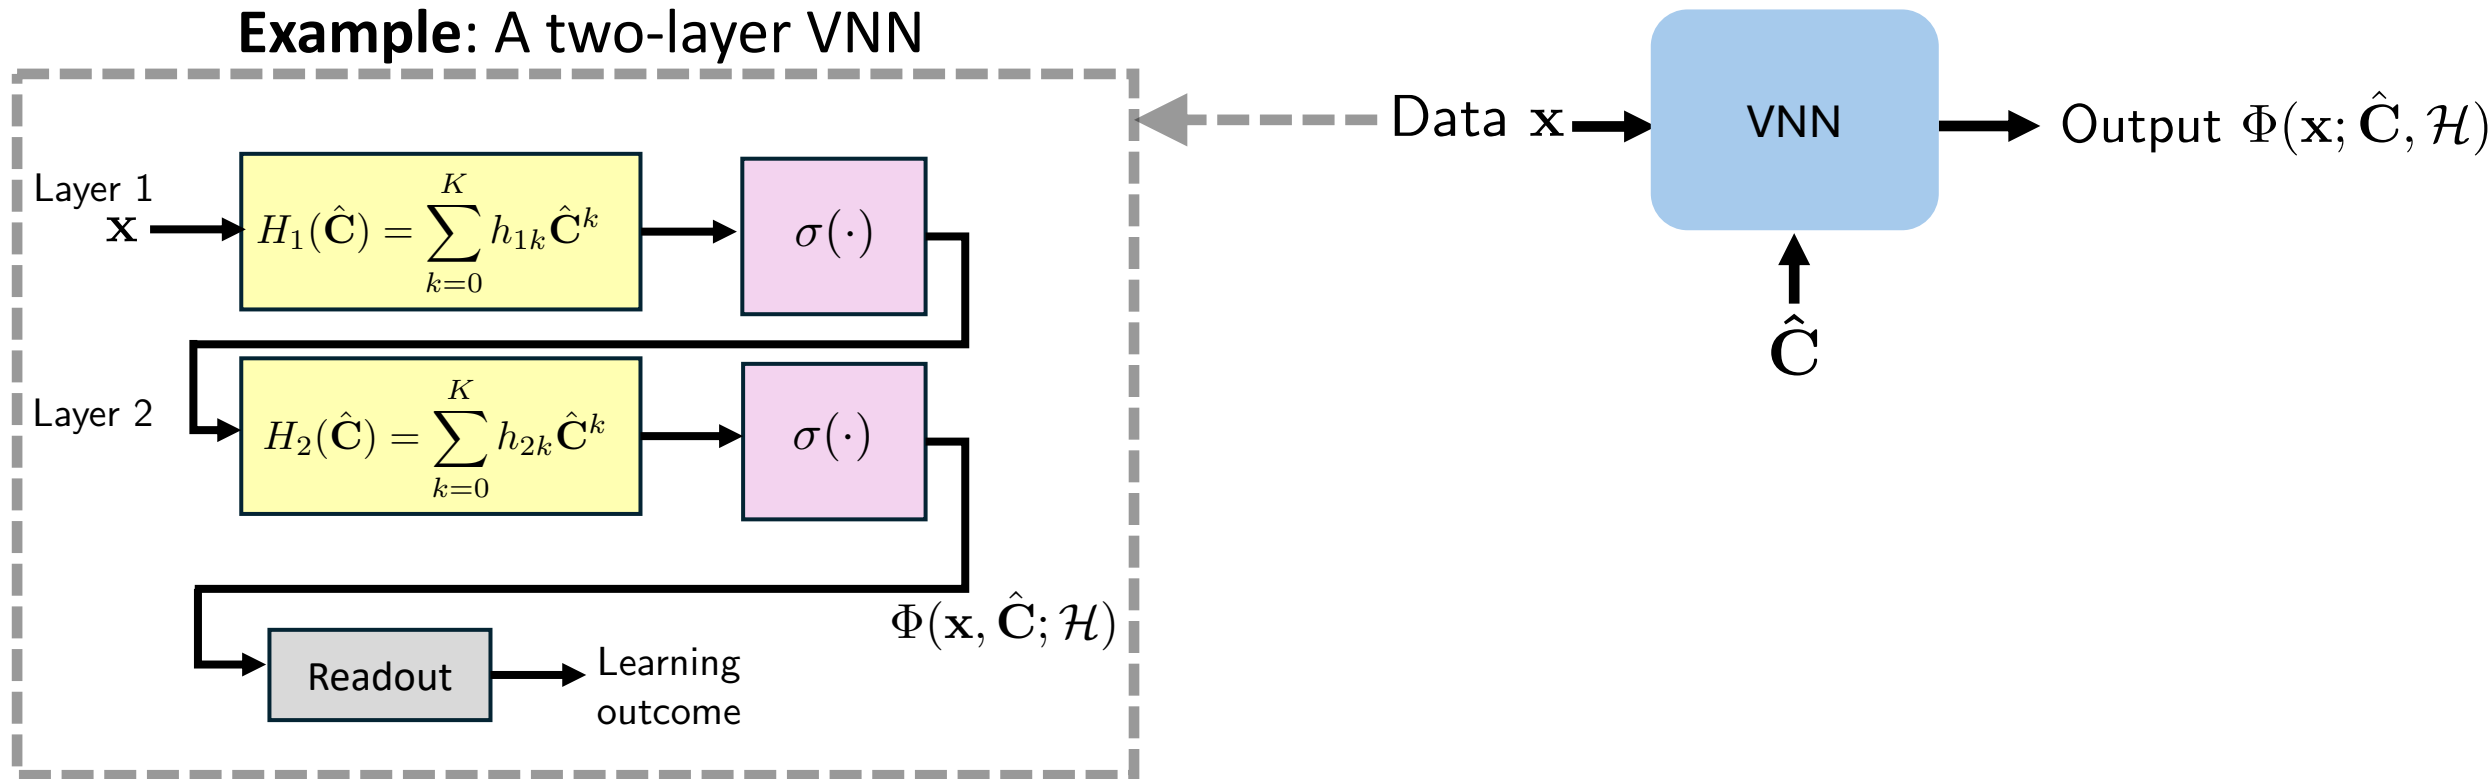 Example: A two-layer VNN
Layer 1
x
H₁(Ĉ) = ∑_{k=0}^{K} h_{1k} Ĉ^k
σ(·)
Layer 2
H₂(Ĉ) = ∑_{k=0}^{K} h_{2k} Ĉ^k
σ(·)
Φ(x, Ĉ; ℋ)
Readout
Learning
outcome
Data x
VNN
Output Φ(x; Ĉ, ℋ)
Ĉ